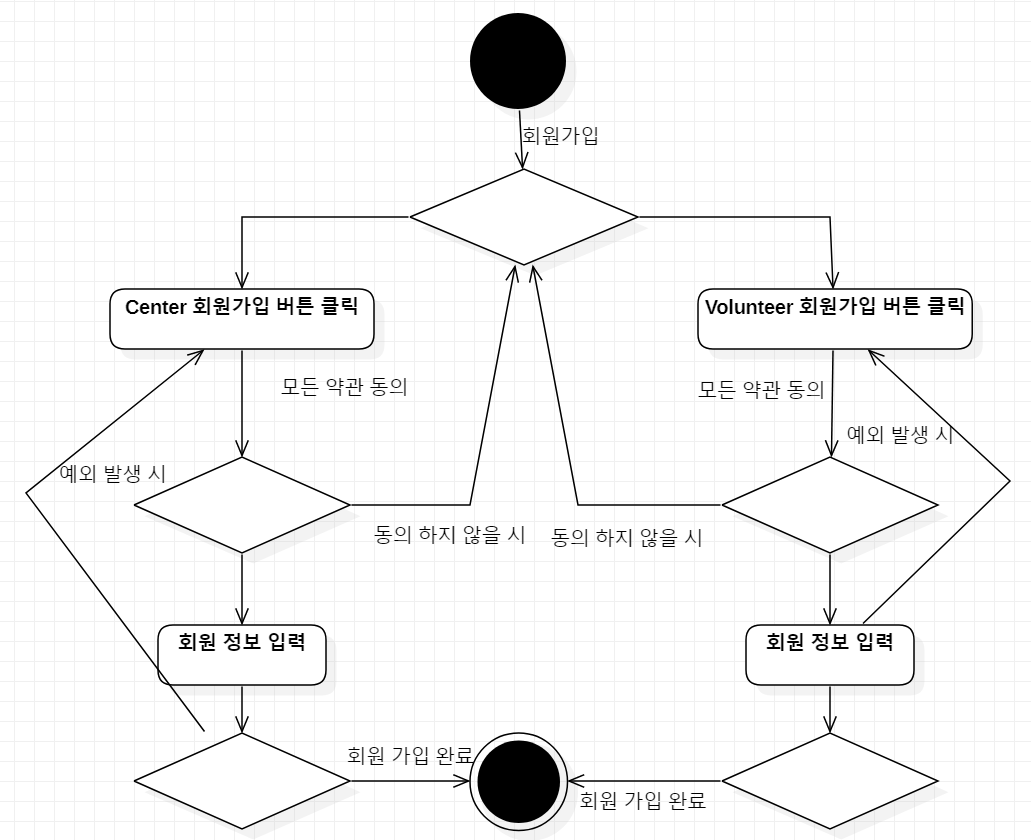 회원가입
Center 회원가입 버튼 클릭
Volunteer 회원가입 버튼 클릭
모든 약관 동의
모든 약관 동의
예외 발생 시
예외 발생 시
동의 하지 않을 시
동의 하지 않을 시
회원 정보 입력
회원 정보 입력
회원 가입 완료
회원 가입 완료